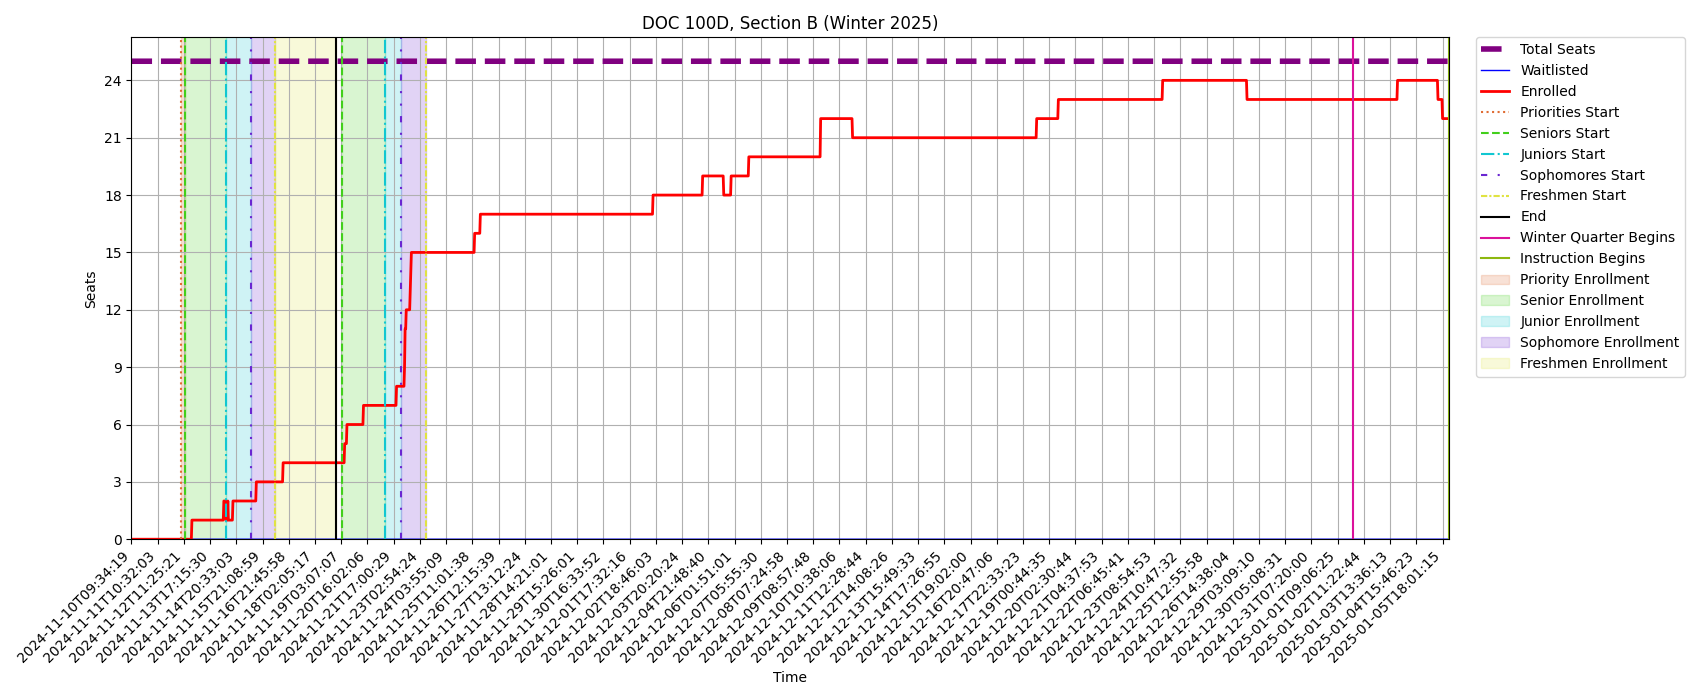 DOC 100D, Section B (Winter 2025)
Total Seats
Waitlisted
Enrolled
Priorities Start
Seniors Start
Juniors Start
Sophomores Start
Freshmen Start
End
Winter Quarter Begins
Instruction Begins
Priority Enrollment
Senior Enrollment
Junior Enrollment
Sophomore Enrollment
Freshmen Enrollment
Seats
24
21
18
15
12
9
6
3
0
2024-11-10T09:34:19
2024-11-11T10:32:03
2024-11-12T11:25:21
2024-11-13T17:15:30
2024-11-14T20:33:03
2024-11-15T21:08:59
2024-11-16T21:45:58
2024-11-18T02:05:17
2024-11-19T03:07:07
2024-11-20T16:02:06
2024-11-21T17:00:29
2024-11-23T02:54:24
2024-11-24T03:55:09
2024-11-25T11:01:38
2024-11-26T12:15:39
2024-11-27T13:12:24
2024-11-28T14:21:01
2024-11-29T15:26:01
2024-11-30T16:33:52
2024-12-01T17:32:16
2024-12-02T18:46:03
2024-12-03T20:20:24
2024-12-04T21:48:40
2024-12-06T01:51:01
2024-12-07T05:55:30
2024-12-08T07:24:58
2024-12-09T08:57:48
2024-12-10T10:38:06
2024-12-11T12:28:44
2024-12-12T14:08:26
2024-12-13T15:49:33
2024-12-14T17:26:55
2024-12-15T19:02:00
2024-12-16T20:47:06
2024-12-17T22:33:23
2024-12-19T00:44:35
2024-12-20T02:30:44
2024-12-21T04:37:53
2024-12-22T06:45:41
2024-12-23T08:54:53
2024-12-24T10:47:32
2024-12-25T12:55:58
2024-12-26T14:38:04
2024-12-29T03:09:10
2024-12-30T05:08:31
2024-12-31T07:20:00
2025-01-01T09:06:25
2025-01-02T11:22:44
2025-01-03T13:36:13
2025-01-04T15:46:23
2025-01-05T18:01:15
Time